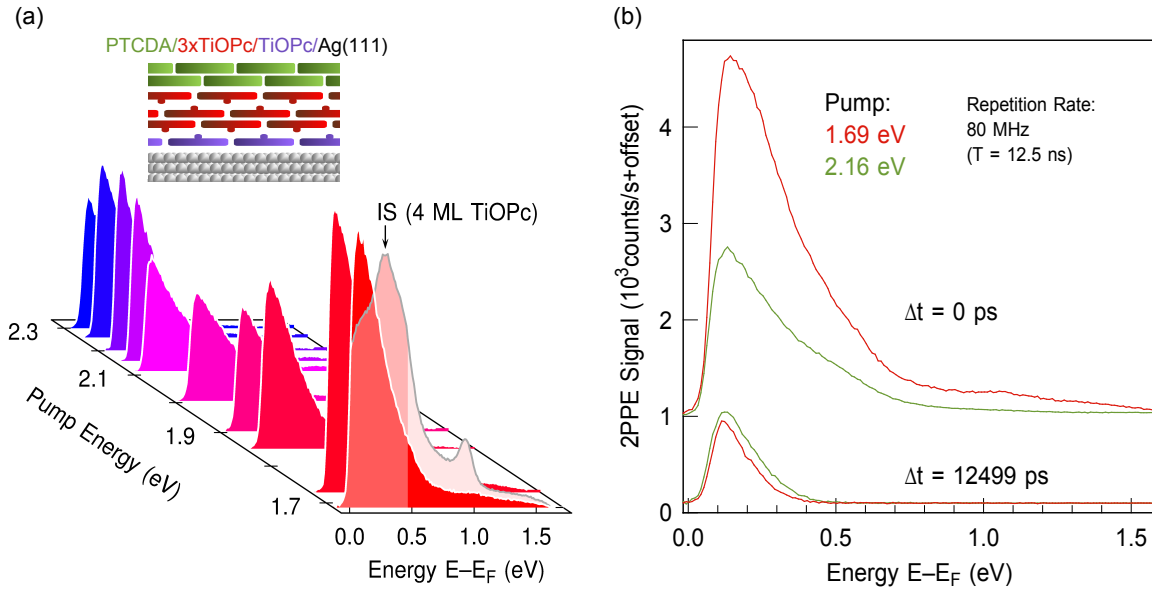 (a)
PTCDA/3xTiOPc/TiOPc/Ag(111)
IS (4 ML TiOPc)
2.3
2.1
1.9
1.7
Pump Energy (eV)
0.0 0.5 1.0 1.5
Energy E–E_F (eV)
(b)
Pump:
1.69 eV
2.16 eV
Repetition Rate:
80 MHz
(T = 12.5 ns)
Δt = 0 ps
Δt = 12499 ps
4
3
2
1
0
2PPE Signal (10³counts/s+offset)
0.0 0.5 1.0 1.5
Energy E–E_F (eV)